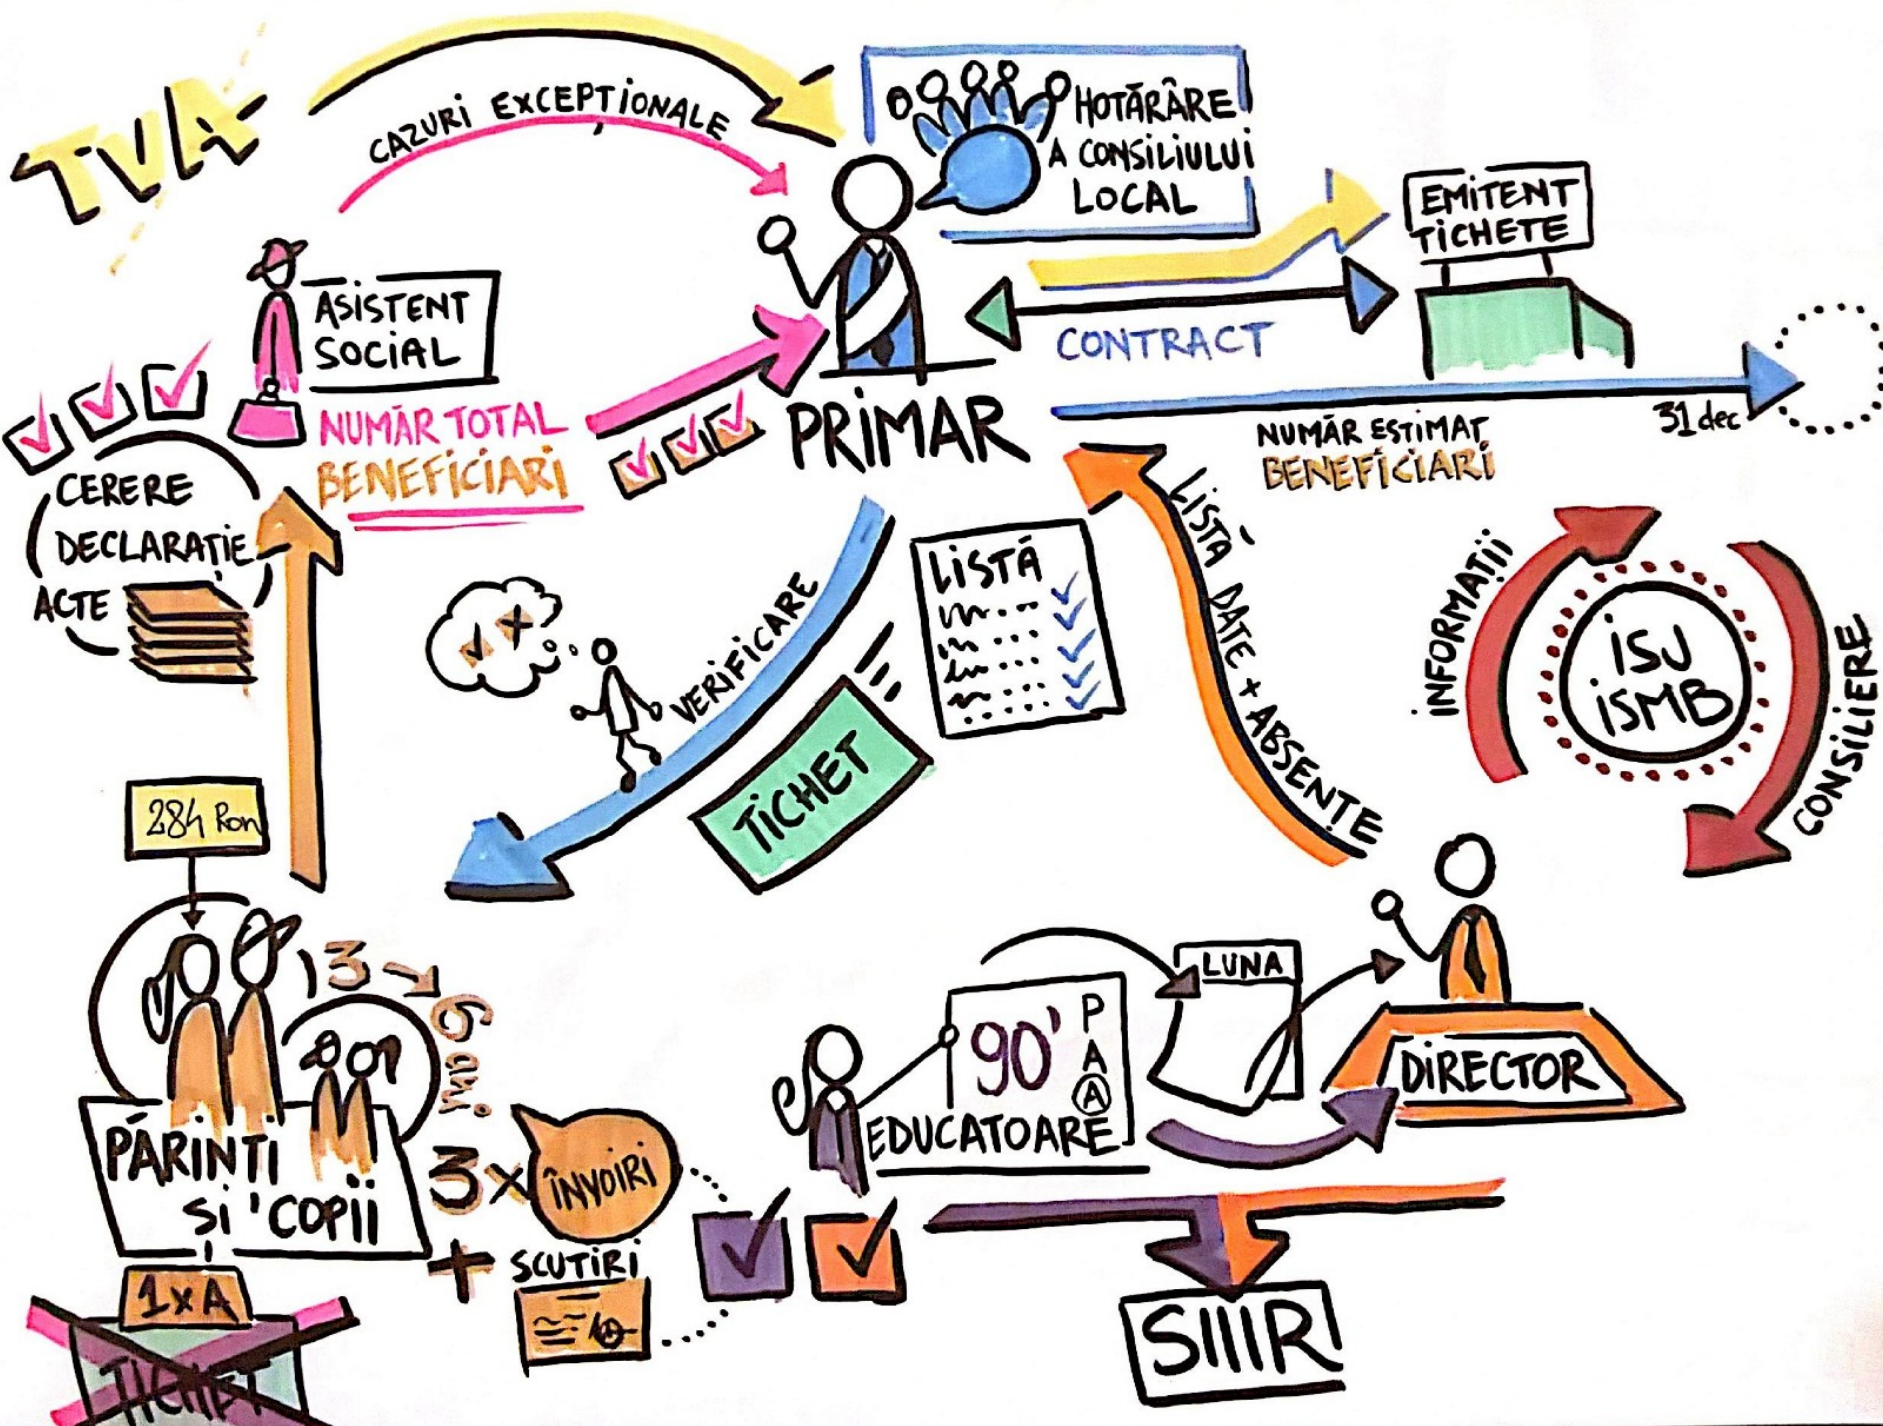 TVA
CAZURI EXCEPȚIONALE
HOTĂRÂRE
A CONSILIULUI
LOCAL
EMITENT
TICHETE
ASISTENT
SOCIAL
CONTRACT
NUMĂR TOTAL
BENEFICIARI
PRIMAR
NUMĂR ESTIMAT
BENEFICIARI
31 dec
CERERE
DECLARAȚIE
ACTE
LISTĂ
VERIFICARE
TICHET
LISTĂ DATE + ABSENȚE
INFORMAȚII
ISJ
ISMB
CONSILIERE
284 Ron
3 → 6 ani
PĂRINȚI
ȘI COPII
1XA
TICHET
3X ÎNVOIRI
+ SCUTIRI
90'
P
A
A
EDUCATOARE
LUNA
DIRECTOR
SIIIR